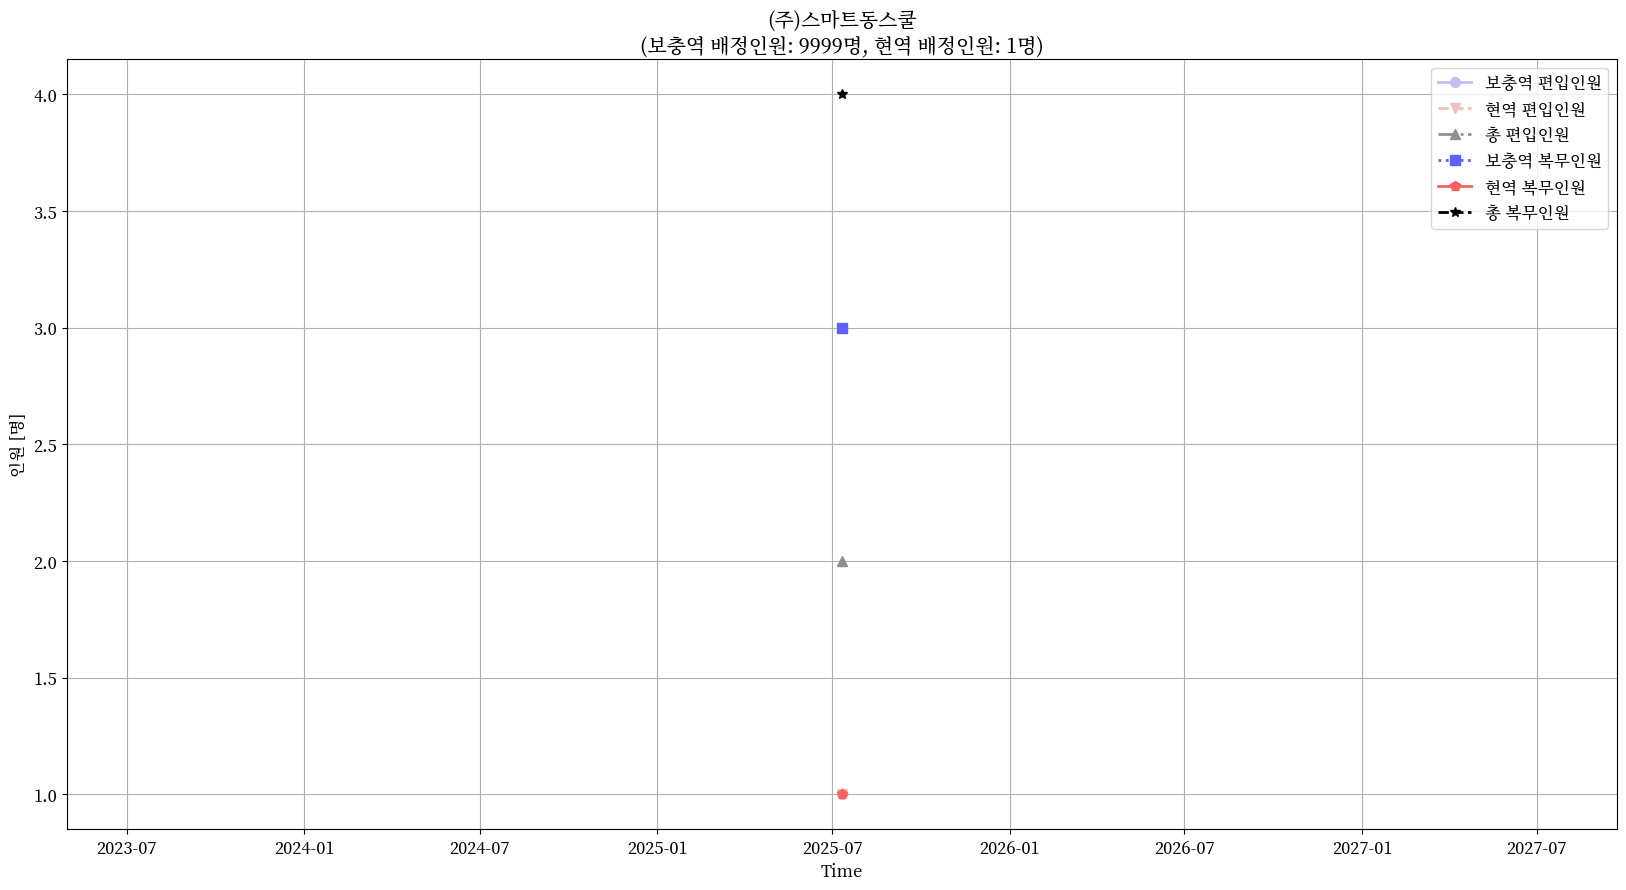 (주)스마트동스쿨
(보충역 배정인원: 9999명, 현역 배정인원: 1명)
보충역 편입인원
현역 편입인원
총 편입인원
보충역 복무인원
현역 복무인원
총 복무인원
4.0
3.5
3.0
2.5
2.0
1.5
1.0
인원 [명]
2023-07 2024-01 2024-07 2025-01 2025-07 2026-01 2026-07 2027-01 2027-07
Time